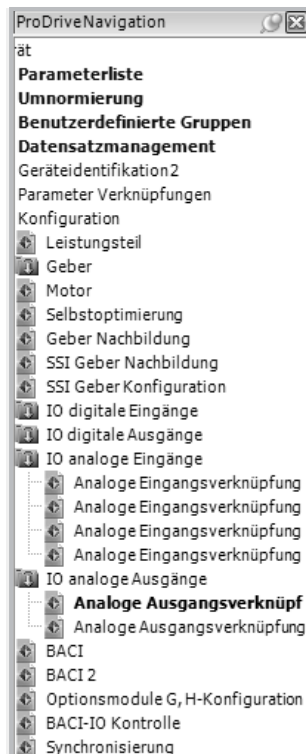 ProDriveNavigation
rät
Parameterliste
Umnormierung
Benutzerdefinierte Gruppen
Datensatzmanagement
Geräteidentifikation2
Parameter Verknüpfungen
Konfiguration
Leistungsteil
Geber
Motor
Selbstoptimierung
Geber Nachbildung
SSI Geber Nachbildung
SSI Geber Konfiguration
IO digitale Eingänge
IO digitale Ausgänge
IO analoge Eingänge
Analoge Eingangsverknüpfung
Analoge Eingangsverknüpfung
Analoge Eingangsverknüpfung
Analoge Eingangsverknüpfung
IO analoge Ausgänge
Analoge Ausgangsverknüpf
Analoge Ausgangsverknüpfung
BACI
BACI 2
Optionsmodule G, H-Konfiguration
BACI-IO Kontrolle
Synchronisierung